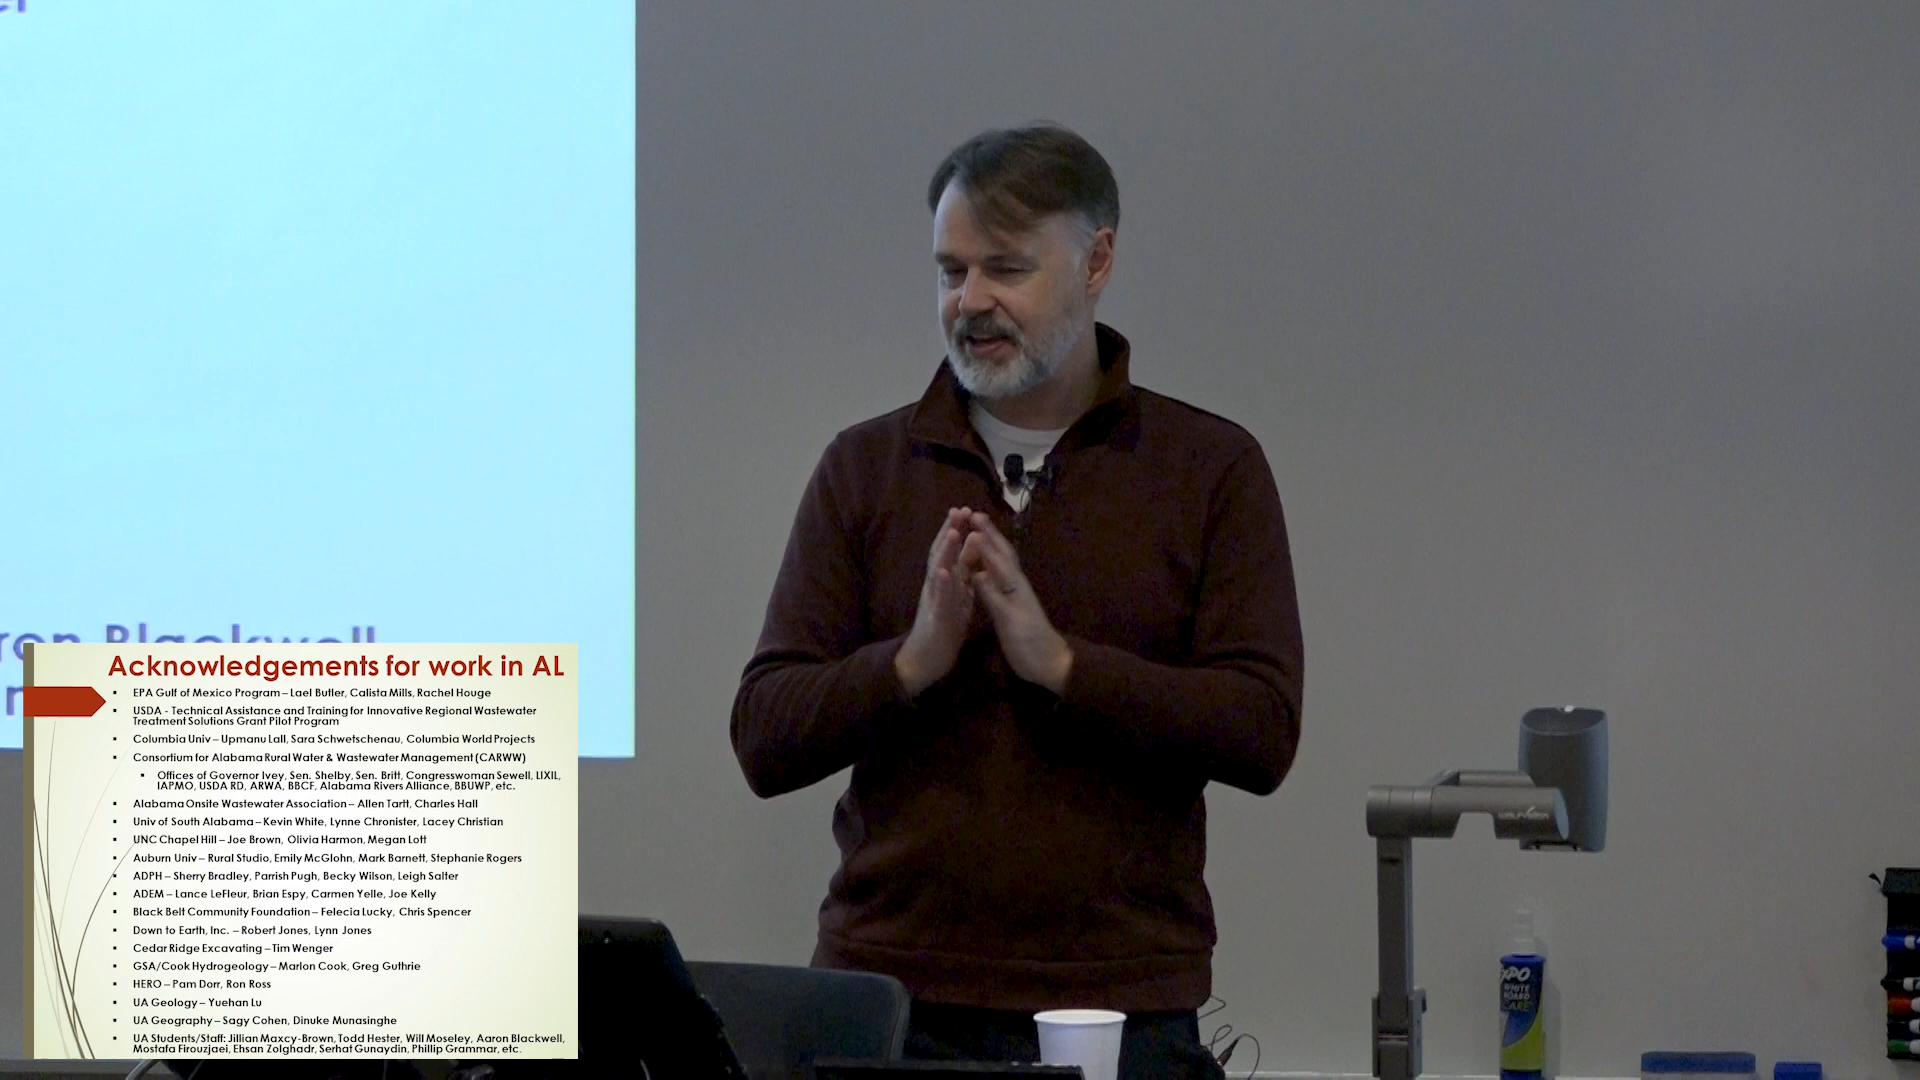 Blackwell
Acknowledgements for work in AL
EPA Gulf of Mexico Program – Lael Butler, Calista Mills, Rachel Houge
USDA - Technical Assistance and Training for Innovative Regional Wastewater
Treatment Solutions Grant Pilot Program
Columbia Univ – Upmanu Lall, Sara Schwetschenau, Columbia World Projects
Consortium for Alabama Rural Water & Wastewater Management (CARWW)
Offices of Governor Ivey, Sen. Shelby, Sen. Britt, Congresswoman Sewell, LIXIL,
IAPMO, USDA RD, ARWA, BBCF, Alabama Rivers Alliance, BBUWP, etc.
Alabama Onsite Wastewater Association – Allen Tartt, Charles Hall
Univ of South Alabama – Kevin White, Lynne Chronister, Lacey Christian
UNC Chapel Hill – Joe Brown, Olivia Harmon, Megan Lott
Auburn Univ – Rural Studio, Emily McGlohn, Mark Barnett, Stephanie Rogers
ADPH – Sherry Bradley, Parrish Pugh, Becky Wilson, Leigh Salter
ADEM – Lance LeFleur, Brian Espy, Carmen Yelle, Joe Kelly
Black Belt Community Foundation – Felecia Lucky, Chris Spencer
Down to Earth, Inc. – Robert Jones, Lynn Jones
Cedar Ridge Excavating – Tim Wenger
GSA/Cook Hydrogeology – Marlon Cook, Greg Guthrie
HERO – Pam Dorr, Ron Ross
UA Geology – Yuehan Lu
UA Geography – Sagy Cohen, Dinuke Munasinghe
UA Students/Staff: Jillian Maxcy-Brown, Todd Hester, Will Moseley, Aaron Blackwell,
Mostafa Firouzjaei, Ehsan Zolghadr, Serhat Gunaydin, Phillip Grammar, etc.
EXPO
WHITE
BOARD
CARE